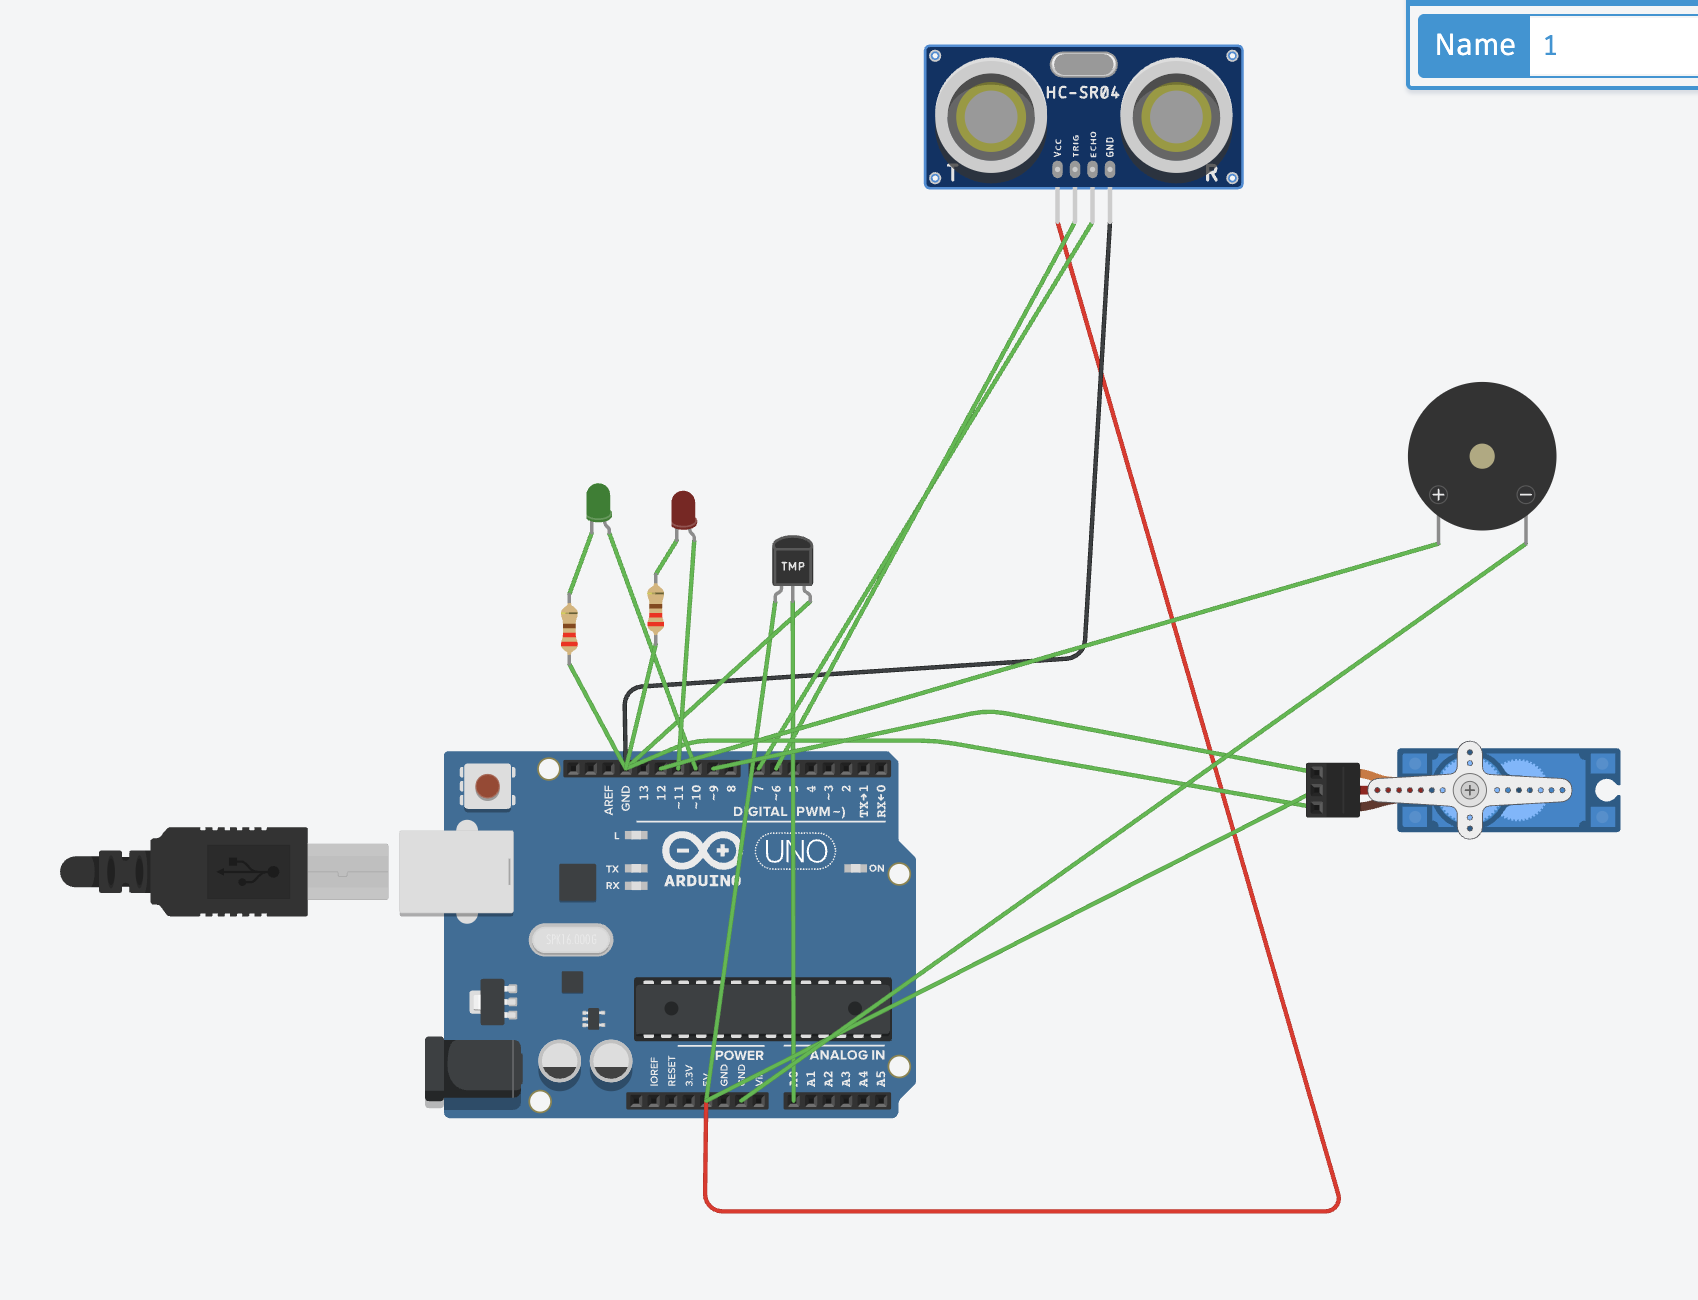 Name 1
HC-SR04
VCC
TRIG
ECHO
GND
T
R
TMP
AREF
GND
13
12
~11
~10
~9
8
7
~6
5
4
~3
2
TX→1
RX←0
DIGITAL (PWM~)
L
TX
RX
UNO
ON
ARDUINO
POWER
ANALOG IN
IOREF
RESET
3.3V
5V
GND
GND
A0
A1
A2
A3
A4
A5